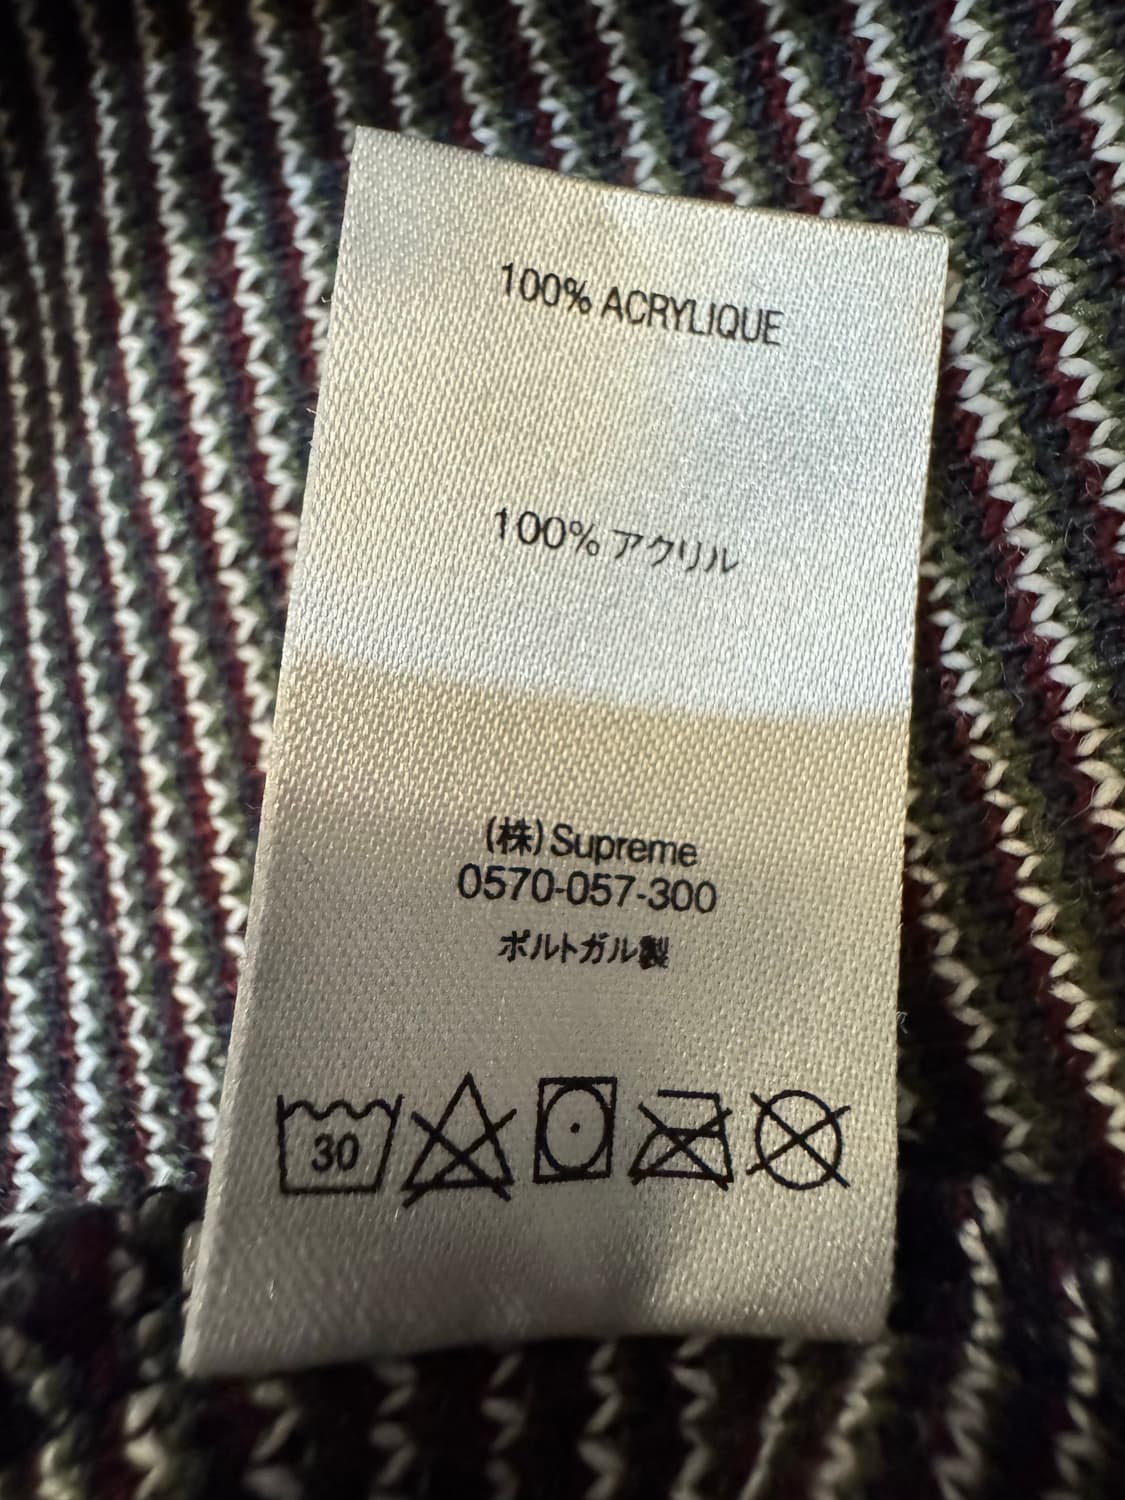 100% ACRYLIQUE
100% アクリル
(株) Supreme
0570-057-300
ポルトガル製
30